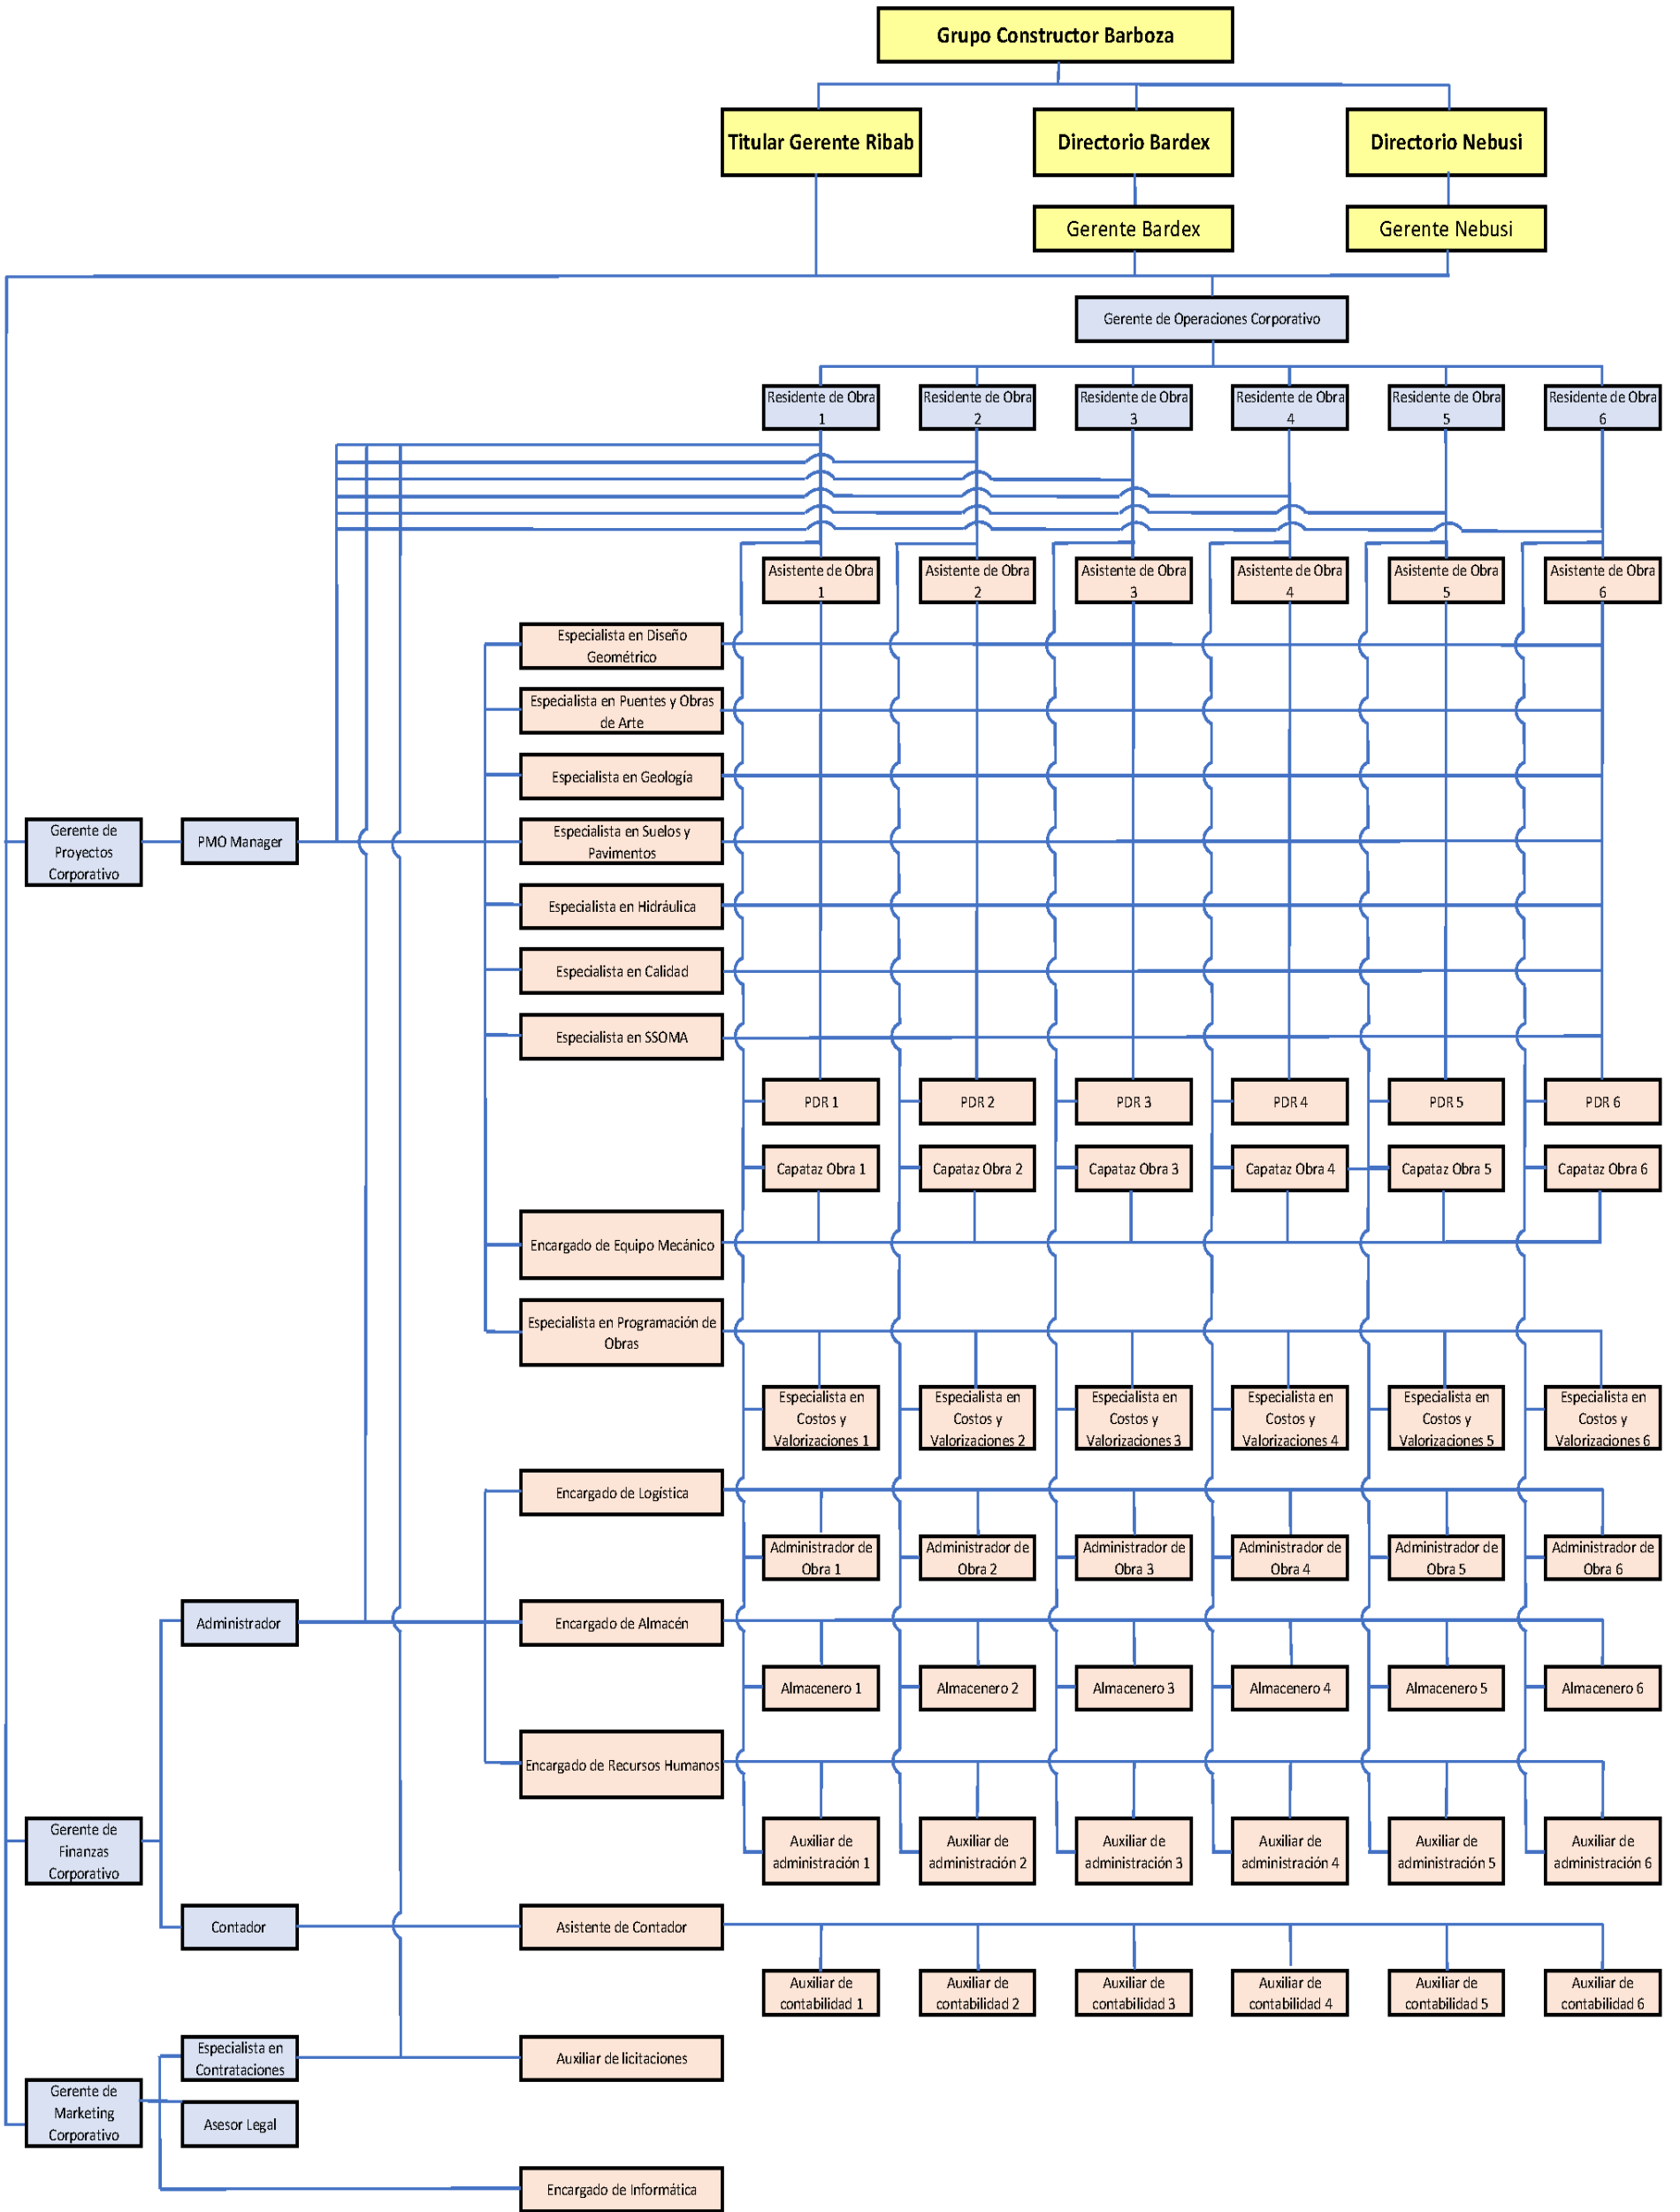 Grupo Constructor Barboza
Titular Gerente Ribab
Directorio Bardex
Directorio Nebusi
Gerente Bardex
Gerente Nebusi
Gerente de Operaciones Corporativo
Residente de Obra
1
Residente de Obra
2
Residente de Obra
3
Residente de Obra
4
Residente de Obra
5
Residente de Obra
6
Asistente de Obra
1
Asistente de Obra
2
Asistente de Obra
3
Asistente de Obra
4
Asistente de Obra
5
Asistente de Obra
6
Especialista en Diseño
Geométrico
Especialista en Puentes y Obras
de Arte
Especialista en Geología
Gerente de
Proyectos
Corporativo
PMO Manager
Especialista en Suelos y
Pavimentos
Especialista en Hidráulica
Especialista en Calidad
Especialista en SSOMA
PDR 1
PDR 2
PDR 3
PDR 4
PDR 5
PDR 6
Capataz Obra 1
Capataz Obra 2
Capataz Obra 3
Capataz Obra 4
Capataz Obra 5
Capataz Obra 6
Encargado de Equipo Mecánico
Especialista en Programación de
Obras
Especialista en
Costos y
Valorizaciones 1
Especialista en
Costos y
Valorizaciones 2
Especialista en
Costos y
Valorizaciones 3
Especialista en
Costos y
Valorizaciones 4
Especialista en
Costos y
Valorizaciones 5
Especialista en
Costos y
Valorizaciones 6
Encargado de Logística
Administrador de
Obra 1
Administrador de
Obra 2
Administrador de
Obra 3
Administrador de
Obra 4
Administrador de
Obra 5
Administrador de
Obra 6
Administrador
Encargado de Almacén
Almacenero 1
Almacenero 2
Almacenero 3
Almacenero 4
Almacenero 5
Almacenero 6
Encargado de Recursos Humanos
Gerente de
Finanzas
Corporativo
Auxiliar de
administración 1
Auxiliar de
administración 2
Auxiliar de
administración 3
Auxiliar de
administración 4
Auxiliar de
administración 5
Auxiliar de
administración 6
Contador
Asistente de Contador
Auxiliar de
contabilidad 1
Auxiliar de
contabilidad 2
Auxiliar de
contabilidad 3
Auxiliar de
contabilidad 4
Auxiliar de
contabilidad 5
Auxiliar de
contabilidad 6
Especialista en
Contrataciones
Auxiliar de licitaciones
Gerente de
Marketing
Corporativo
Asesor Legal
Encargado de Informática